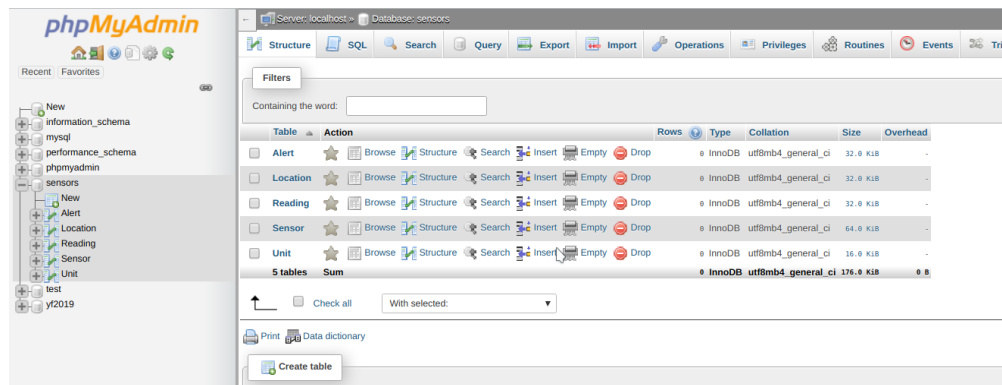 phpMyAdmin
Recent Favorites
New
information_schema
mysql
performance_schema
phpmyadmin
sensors
New
Alert
Location
Reading
Sensor
Unit
test
yf2019
Server: localhost » Database: sensors
Structure SQL Search Query Export Import Operations Privileges Routines Events Tri
Filters
Containing the word:
Table Action Rows Type Collation Size Overhead
Alert Browse Structure Search Insert Empty Drop 0 InnoDB utf8mb4_general_ci 32.0 KiB -
Location Browse Structure Search Insert Empty Drop 0 InnoDB utf8mb4_general_ci 32.0 KiB -
Reading Browse Structure Search Insert Empty Drop 0 InnoDB utf8mb4_general_ci 32.0 KiB -
Sensor Browse Structure Search Insert Empty Drop 0 InnoDB utf8mb4_general_ci 64.0 KiB -
Unit Browse Structure Search Insert Empty Drop 0 InnoDB utf8mb4_general_ci 16.0 KiB -
5 tables Sum 0 InnoDB utf8mb4_general_ci 176.0 KiB 0 B
Check all With selected:
Print Data dictionary
Create table